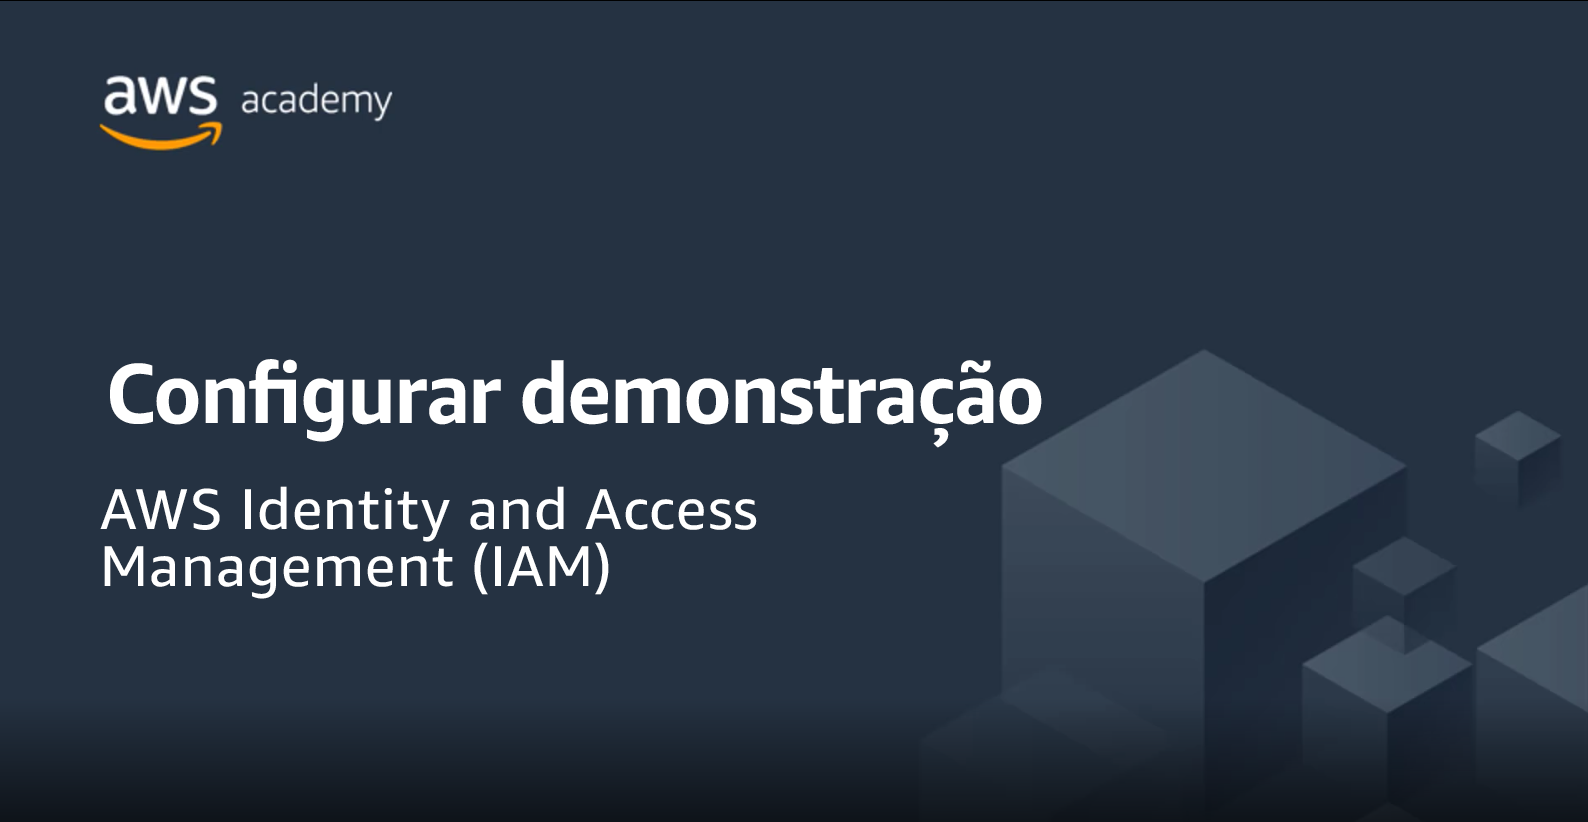 aws academy
Configurar demonstração
AWS Identity and Access
Management (IAM)